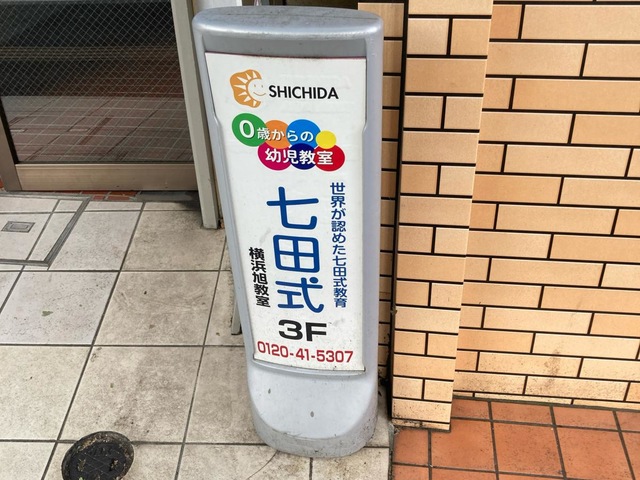 SHICHIDA
0歳からの
幼児教室
世界が認めた七田式教育
七田式
横浜旭教室
3F
0120-41-5307